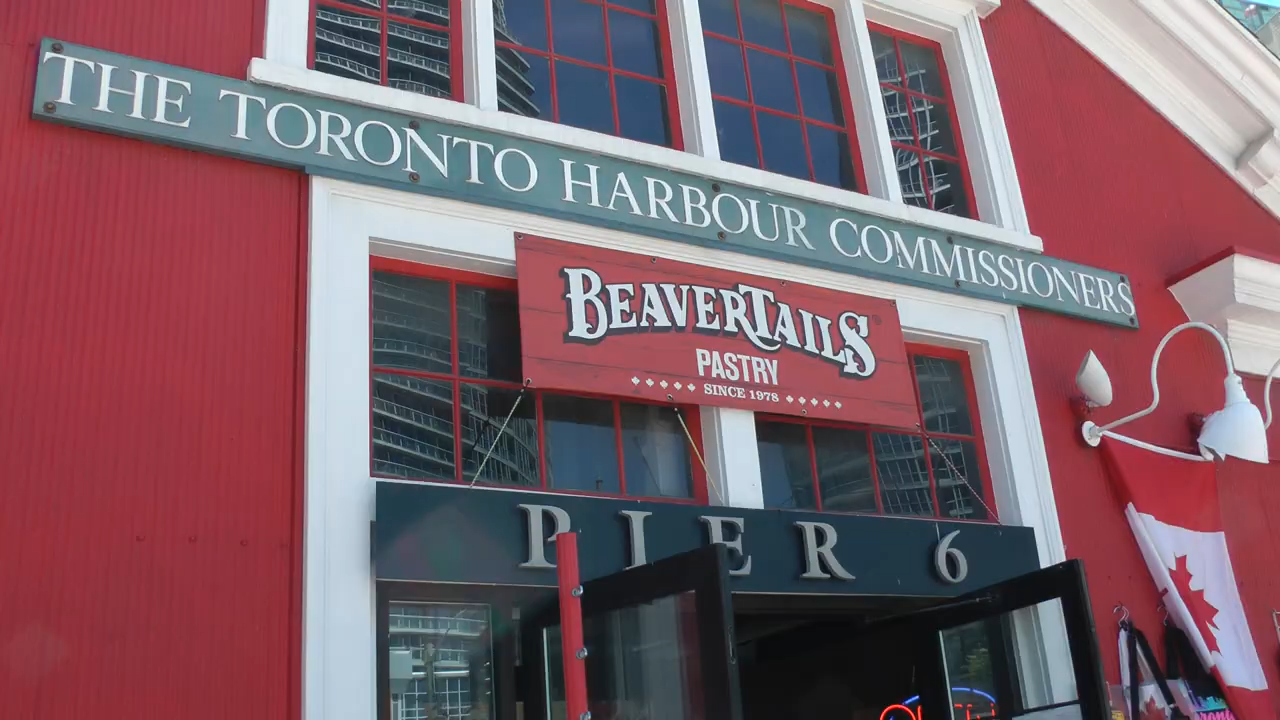 THE TORONTO HARBOUR COMMISSIONERS
BEAVERTAILS
PASTRY
SINCE 1978
PIER 6